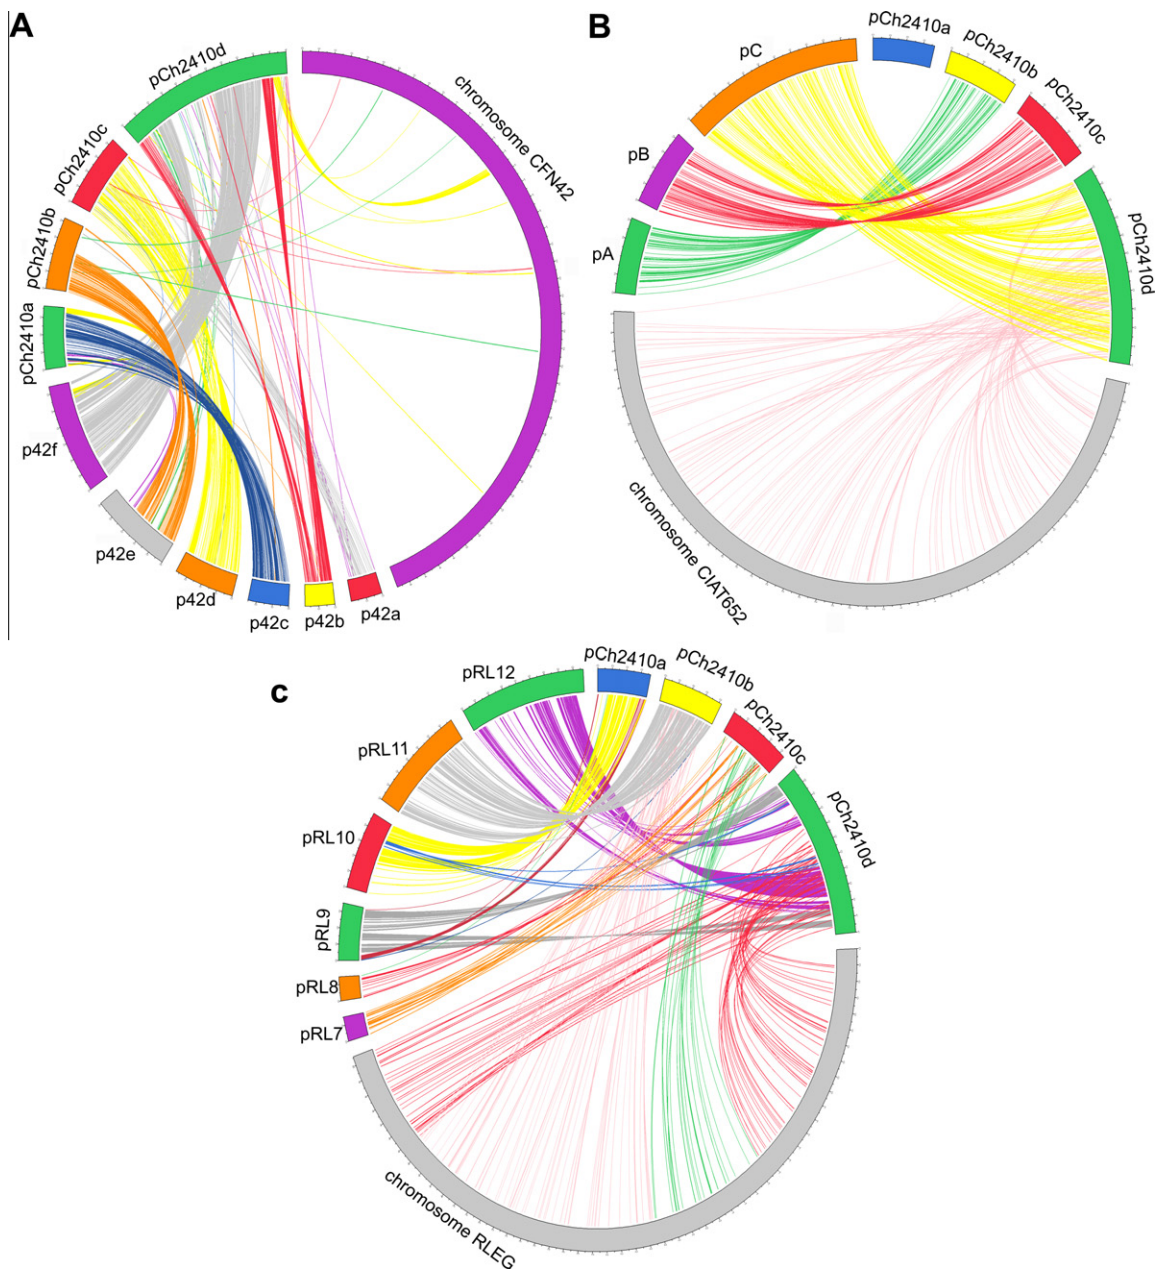 A
pCh2410d
chromosome CFN42
pCh2410c
pCh2410b
pCh2410a
p42f
p42e
p42d
p42c
p42b
p42a
B
pC
pCh2410a
pCh2410b
pCh2410c
pCh2410d
pB
pA
chromosome CIAT652
c
pRL12
pCh2410a
pCh2410b
pCh2410c
pCh2410d
pRL11
pRL10
pRL9
pRL8
pRL7
chromosome RLEG